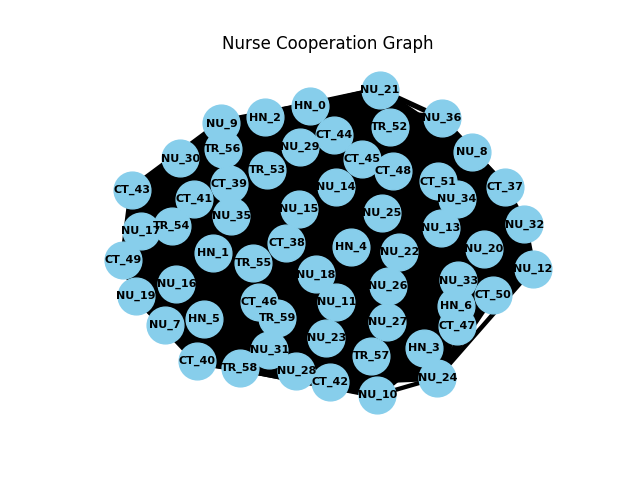 Nurse Cooperation Graph
NU_21
HN_0
HN_2
NU_36
NU_9
TR_52
CT_44
NU_29
TR_56
NU_8
NU_30
CT_45
TR_53
CT_48
CT_51
CT_39
NU_14
CT_37
CT_43
CT_41
NU_34
NU_15
NU_25
NU_35
NU_32
TR_54
NU_13
NU_17
CT_38
HN_4
NU_20
NU_22
HN_1
CT_49
TR_55
NU_12
NU_18
NU_33
NU_16
NU_26
CT_50
NU_19
CT_46
NU_11
HN_6
TR_59
HN_5
NU_27
NU_7
CT_47
NU_23
HN_3
NU_31
TR_57
CT_40
TR_58
NU_28
NU_24
CT_42
NU_10